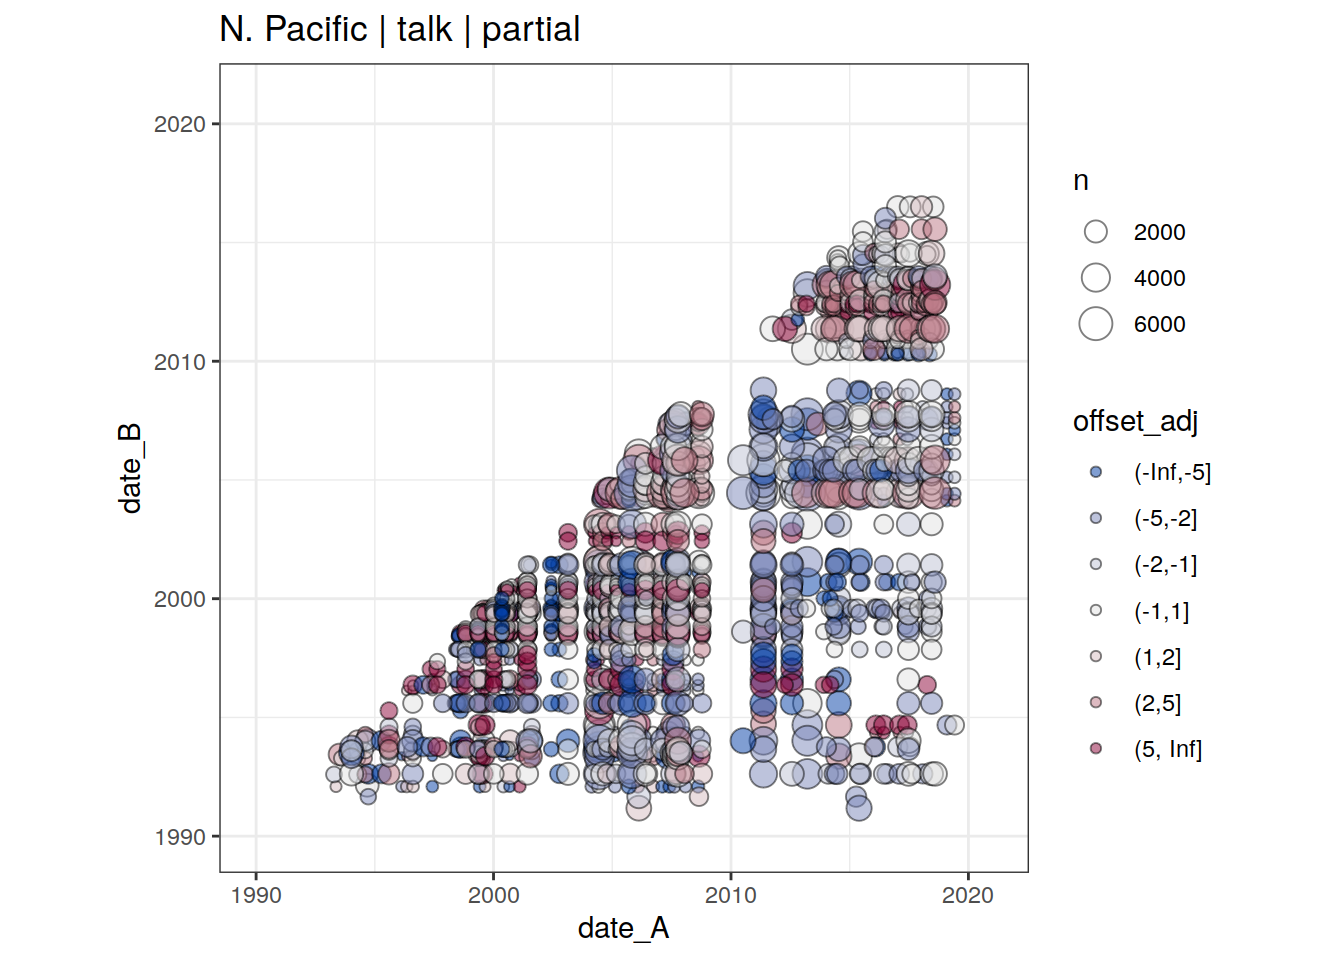 N. Pacific | talk | partial
2020
2010
2000
1990
date_B
1990
2000
2010
2020
date_A
n
2000
4000
6000
offset_adj
(-Inf,-5]
(-5,-2]
(-2,-1]
(-1,1]
(1,2]
(2,5]
(5, Inf]